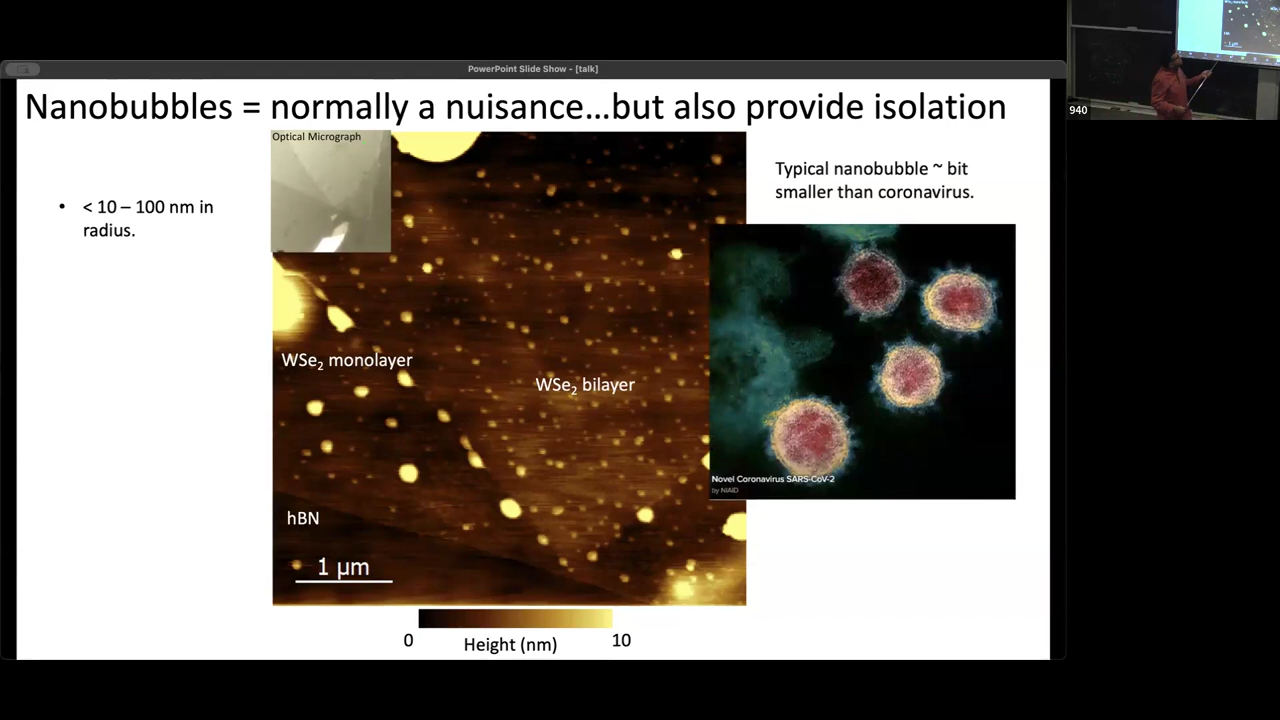 PowerPoint Slide Show - [talk]
Nanobubbles = normally a nuisance...but also provide isolation
Optical Micrograph
• < 10 – 100 nm in
radius.
Typical nanobubble ~ bit
smaller than coronavirus.
WSe₂ monolayer
WSe₂ bilayer
Novel Coronavirus SARS-CoV-2
by NIAID
hBN
1 μm
0
10
Height (nm)
940